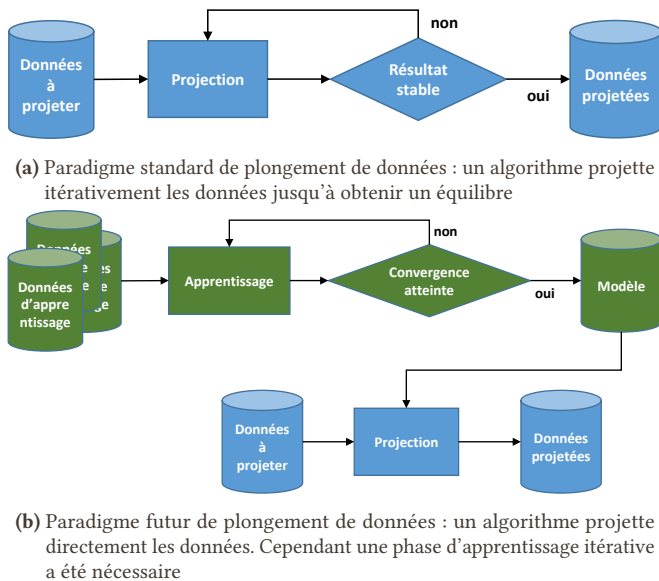 non
Données
à
projeter
Projection
Résultat
stable
oui
Données
projetées
(a) Paradigme standard de plongement de données : un algorithme projette
itérativement les données jusqu'à obtenir un équilibre
non
Données
Données
d'appre
ntissage
Apprentissage
Convergence
atteinte
oui
Modèle
Données
à
projeter
Projection
Données
projetées
(b) Paradigme futur de plongement de données : un algorithme projette
directement les données. Cependant une phase d'apprentissage itérative
a été nécessaire